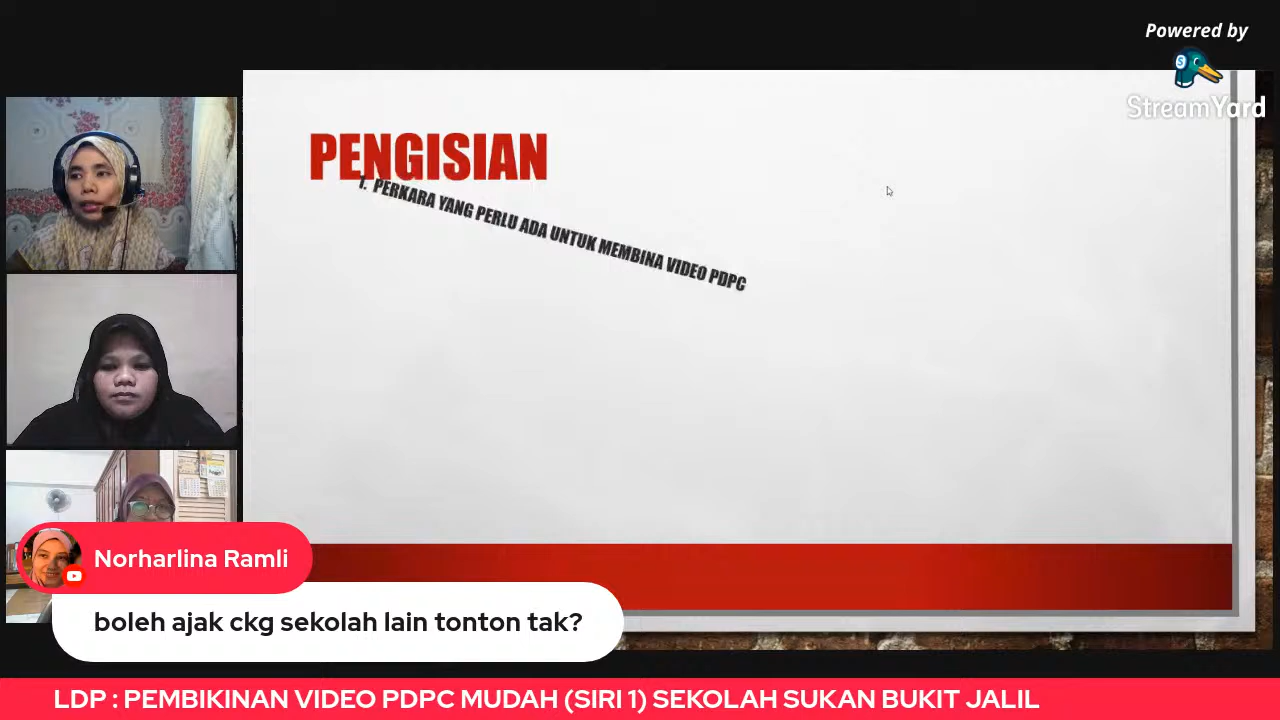 Powered by
StreamYard
PENGISIAN
1. PERKARA YANG PERLU ADA UNTUK MEMBINA VIDEO PDPC
Norharlina Ramli
boleh ajak ckg sekolah lain tonton tak?
LDP : PEMBIKINAN VIDEO PDPC MUDAH (SIRI 1) SEKOLAH SUKAN BUKIT JALIL